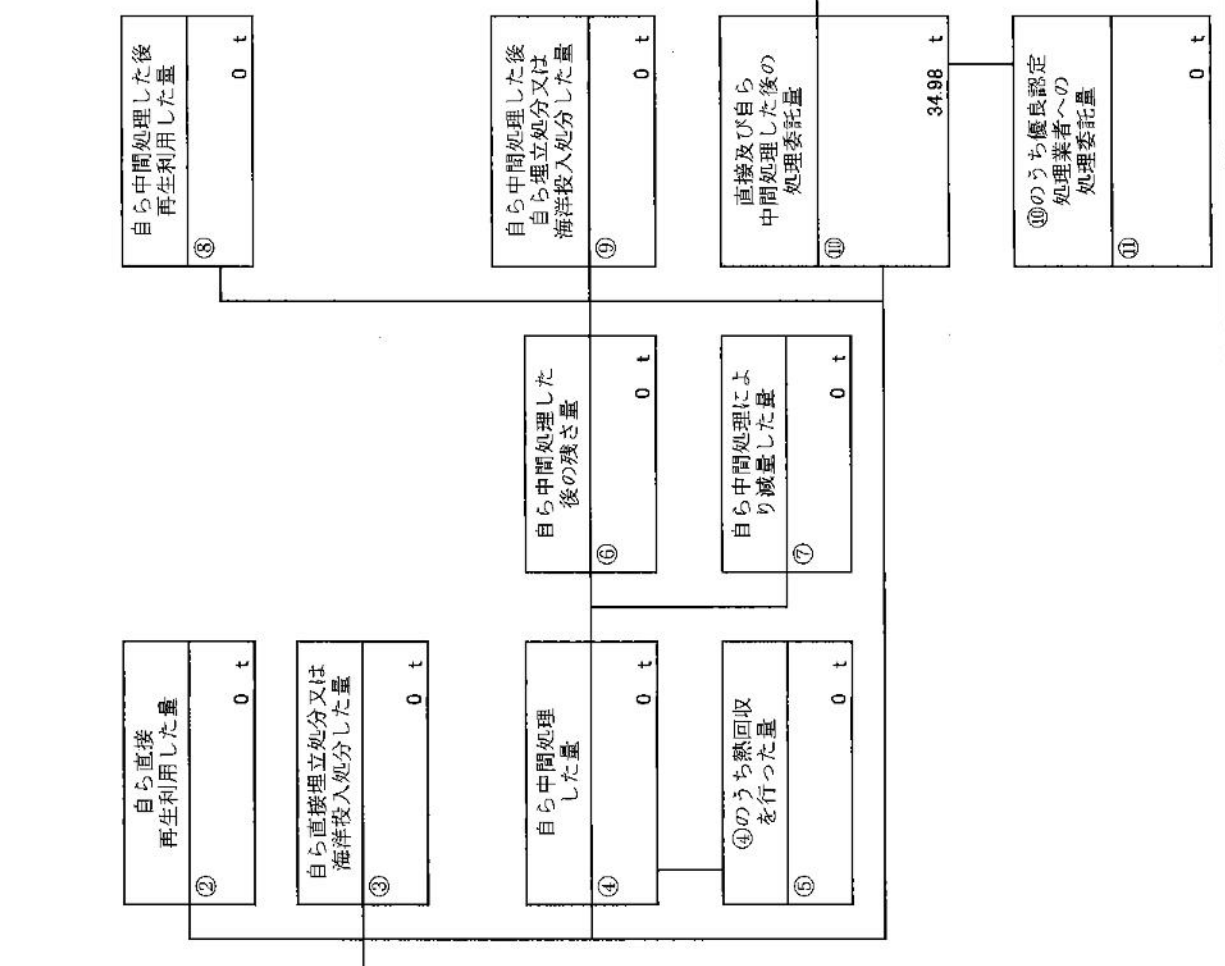 自ら直接
再生利用した量
②
0 t
自ら直接埋立処分又は
海洋投入処分した量
③
0 t
自ら中間処理
した量
④
0 t
④のうち熱回収
を行った量
⑤
0 t
自ら中間処理した
後の残さ量
⑥
0 t
自ら中間処理によ
り減量した量
⑦
0 t
自ら中間処理した後
再生利用した量
⑧
0 t
自ら中間処理した後
自ら埋立処分又は
海洋投入処分した量
⑨
0 t
直接及び自ら
中間処理した後の
処理委託量
⑩
34.98 t
⑩のうち優良認定
処理業者への
処理委託量
⑪
0 t